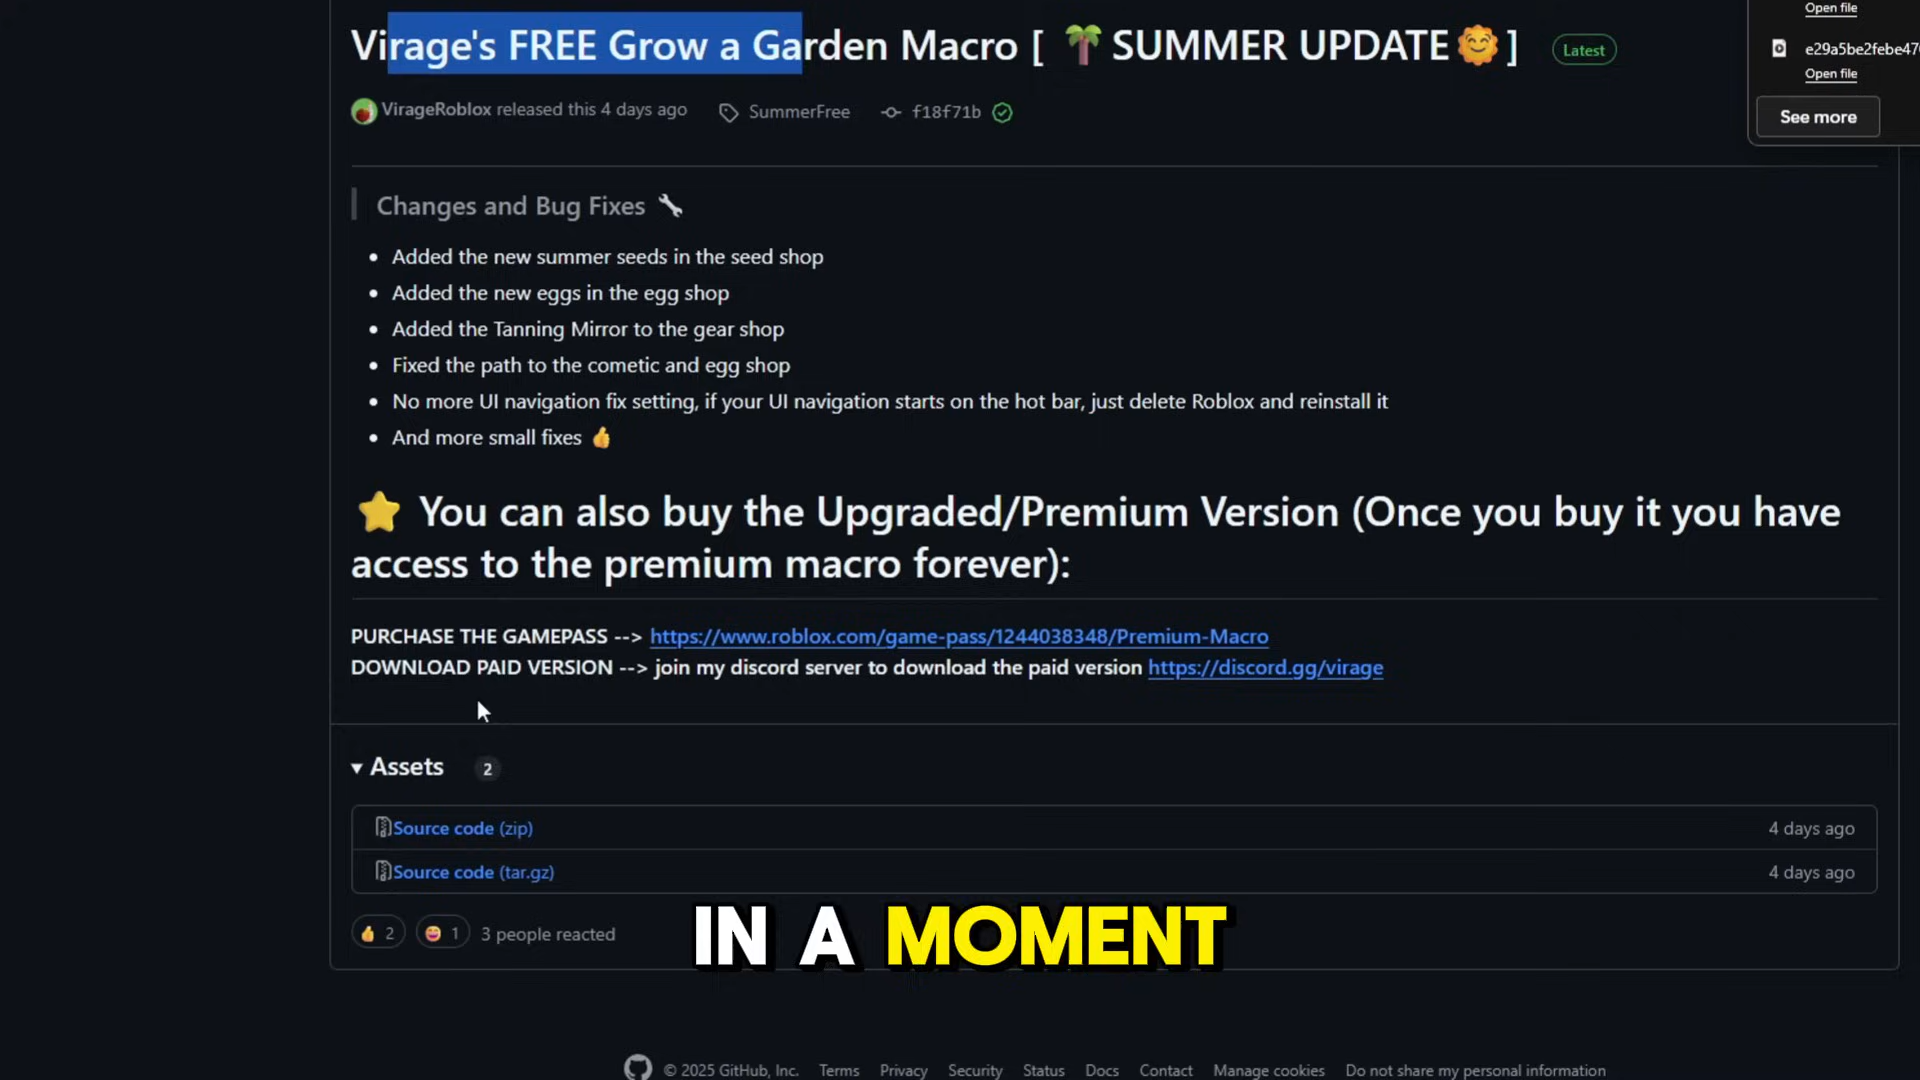 Open file
Virage's FREE Grow a Garden Macro [ 🌴 SUMMER UPDATE🌞 ] Latest
e29a5be2febe47
Open file
VirageRoblox released this 4 days ago SummerFree f18f71b
See more
Changes and Bug Fixes 🔧
• Added the new summer seeds in the seed shop
• Added the new eggs in the egg shop
• Added the Tanning Mirror to the gear shop
• Fixed the path to the cometic and egg shop
• No more UI navigation fix setting, if your UI navigation starts on the hot bar, just delete Roblox and reinstall it
• And more small fixes 👍
⭐ You can also buy the Upgraded/Premium Version (Once you buy it you have
access to the premium macro forever):
PURCHASE THE GAMEPASS --> https://www.roblox.com/game-pass/1244038348/Premium-Macro
DOWNLOAD PAID VERSION --> join my discord server to download the paid version https://discord.gg/virage
Assets 2
Source code (zip) 4 days ago
Source code (tar.gz) 4 days ago
👍 2 😄 1 3 people reacted
IN A MOMENT
© 2025 GitHub, Inc. Terms Privacy Security Status Docs Contact Manage cookies Do not share my personal information